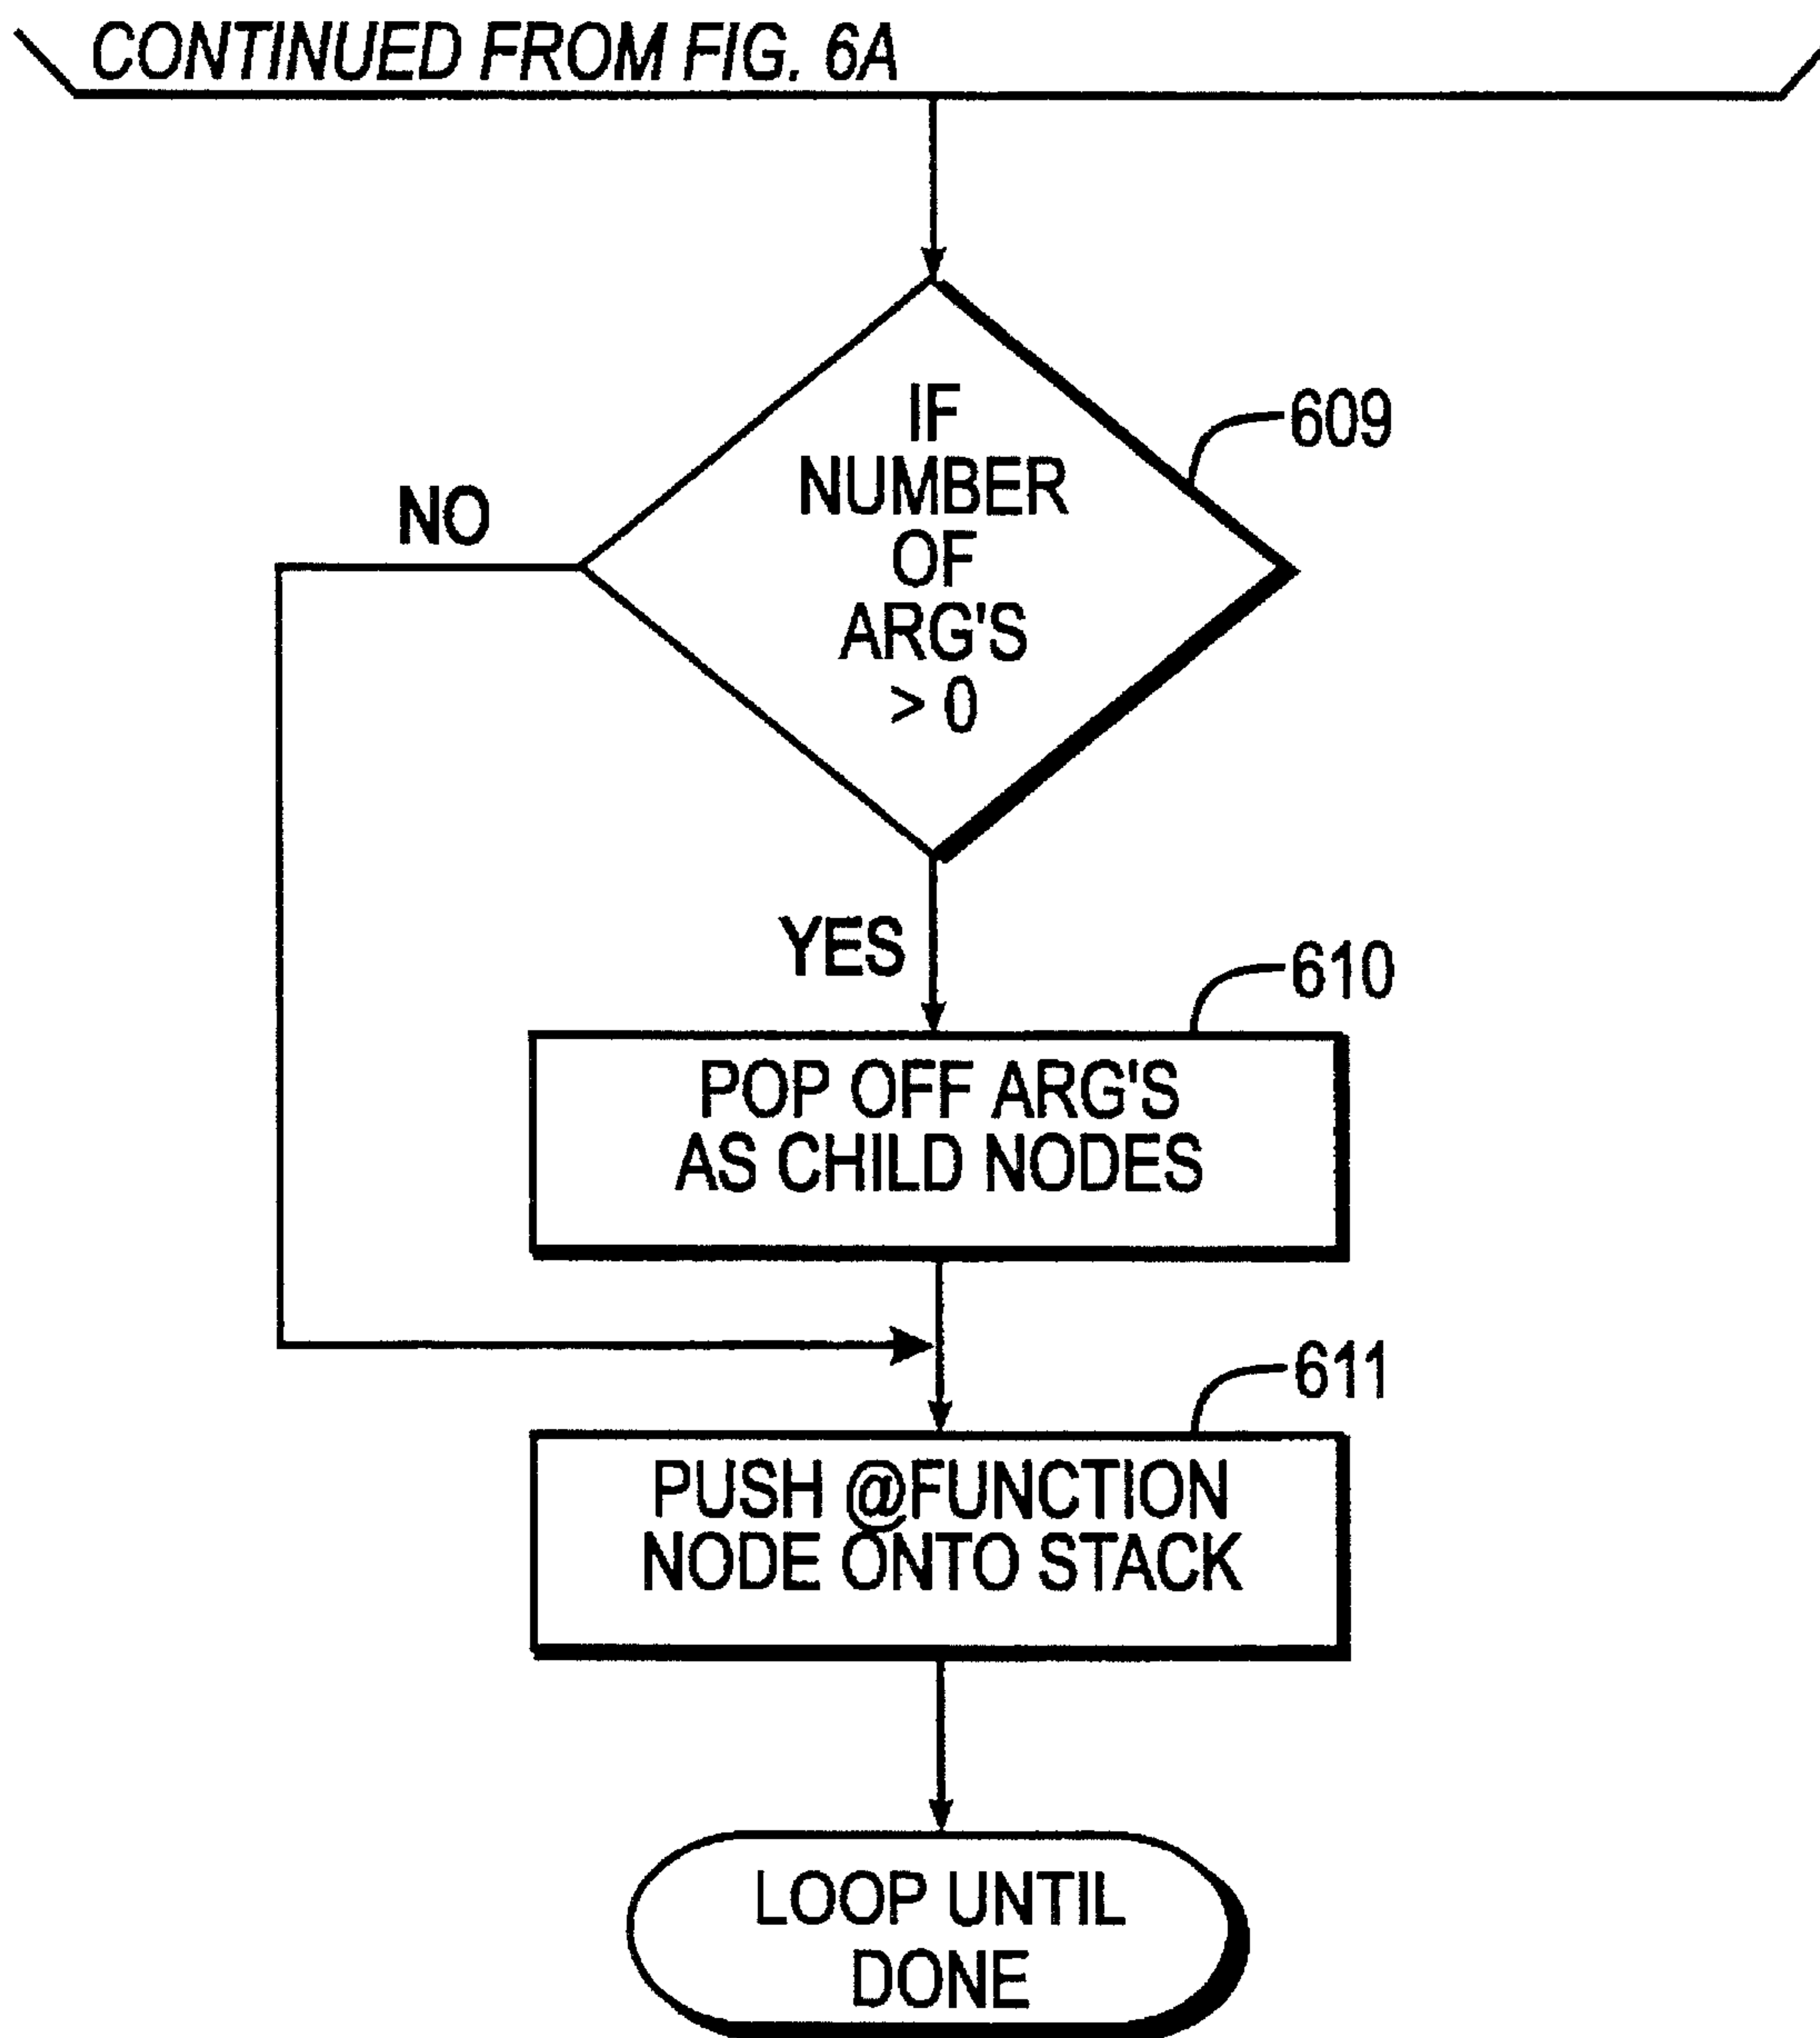 CONTINUED FROM FIG. 6A
IF
NUMBER
OF
ARG'S
> 0
609
NO
YES
610
POP OFF ARG'S
AS CHILD NODES
611
PUSH @FUNCTION
NODE ONTO STACK
LOOP UNTIL
DONE